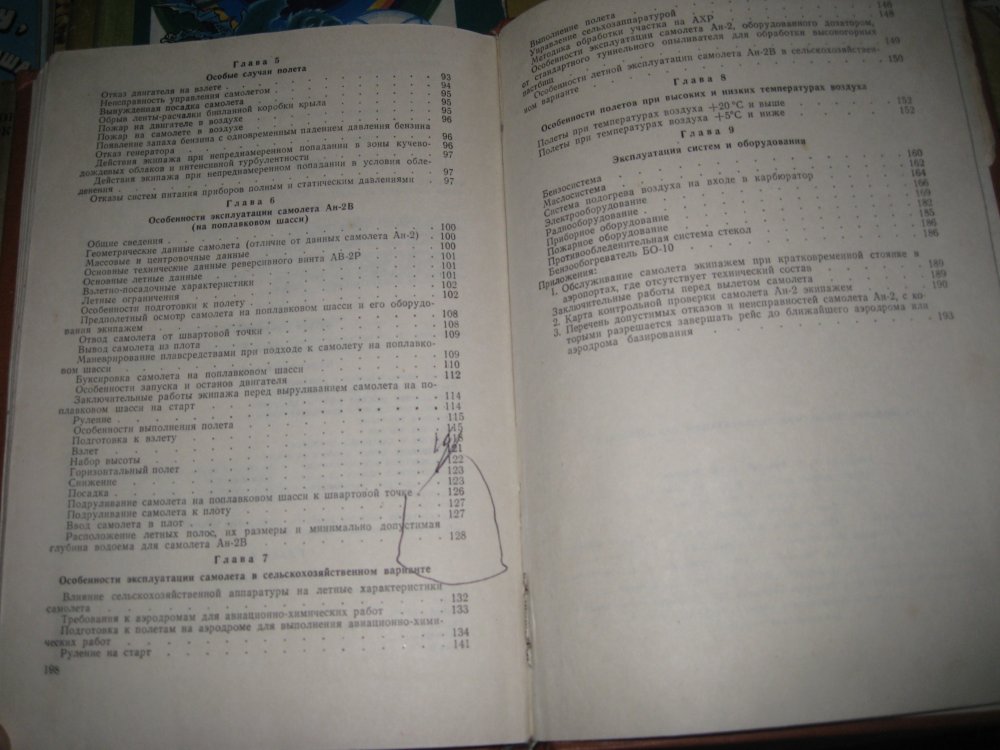 Глава 5
Особые случаи полета
Отказ двигателя на взлете . . . 93
Неисправность управления самолетом . . . 94
Вынужденная посадка самолета . . . 95
Обрыв ленты-расчалки бипланной коробки крыла . . . 95
Пожар на двигателе в воздухе . . . 95
Пожар на самолете в воздухе . . . 96
Появление запаха бензина с одновременным падением давления бензина
Отказ генератора . . . 96
Действия экипажа при непреднамеренном попадании в зоны кучево- 96
дождевых облаков и интенсивной турбулентности . . . 97
Действия экипажа при непреднамеренном попадании в условия обле-
денения . . . 97
Отказы систем питания приборов полным и статическим давлениями . . . 97
Глава 6
Особенности эксплуатации самолета Ан-2В
(на поплавковом шасси)
Общие сведения . . . 100
Геометрические данные самолета (отличие от данных самолета Ан-2) . 100
Массовые и центровочные данные . . . 100
Основные технические данные реверсивного винта АВ-2Р . . . 101
Основные летные данные . . . 101
Взлетно-посадочные характеристики . . . 101
Летные ограничения . . . 102
Особенности подготовки к полету . . . 102
Предполетный осмотр самолета на поплавковом шасси и его оборудо-
вания экипажем . . . 108
Отвод самолета от швартовой точки . . . 108
Вывод самолета из плота . . . 109
Маневрирование плавсредствами при подходе к самолету на поплавко-
вом шасси . . . 109
Буксировка самолета на поплавковом шасси . . . 110
Особенности запуска и останов двигателя . . . 112
Заключительные работы экипажа перед выруливанием самолета на по-
плавковом шасси на старт . . . 114
Руление . . . 114
Особенности выполнения полета . . . 115
Подготовка к взлету . . . 115
Взлет . . . 118
Набор высоты . . . 121
Горизонтальный полет . . . 122
Снижение . . . 123
Посадка . . . 123
Подруливание самолета на поплавковом шасси к швартовой точке . 126
Подруливание самолета к плоту . . . 127
Ввод самолета в плот . . . 127
Расположение летных полос, их размеры и минимально допустимая
глубина водоема для самолета Ан-2В . . . 128
Глава 7
Особенности эксплуатации самолета в сельскохозяйственном варианте
Влияние сельскохозяйственной аппаратуры на летные характеристики
самолета . . . 132
Требования к аэродромам для авиационно-химических работ . . . 133
Подготовка к полетам на аэродроме для выполнения авиационно-хими-
ческих работ . . . 134
Руление на старт . . . 141
198
Выполнение полета
Управление сельхозаппаратурой . . . 146
Методика обработки участка на АХР . . . 148
Особенности эксплуатации самолета Ан-2, оборудованного дозатором,
от стандартного туннельного опыливателя для обработки высокогорных
пастбищ . . . 149
Особенности летной эксплуатации самолета Ан-2В в сельскохозяйствен-
ном варианте . . . 150
Глава 8
Особенности полетов при высоких и низких температурах воздуха
Полеты при температурах воздуха +20°С и выше . . . 152
Полеты при температурах воздуха +5°С и ниже . . . 152
Глава 9
Эксплуатация систем и оборудования
Бензосистема . . . 160
Маслосистема . . . 162
Система подогрева воздуха на входе в карбюратор . . . 164
Электрооборудование . . . 166
Радиооборудование . . . 169
Приборное оборудование . . . 182
Пожарное оборудование . . . 185
Противообледенительная система стекол . . . 186
Бензообогреватель БО-10 . . . 186
Приложения:
1. Обслуживание самолета экипажем при кратковременной стоянке в
аэропортах, где отсутствует технический состав . . . 189
Заключительные работы перед вылетом самолета . . . 189
2. Карта контрольной проверки самолета Ан-2 экипажем . . . 190
3. Перечень допустимых отказов и неисправностей самолета Ан-2, с ко-
торыми разрешается завершать рейс до ближайшего аэродрома или
аэродрома базирования . . . 193